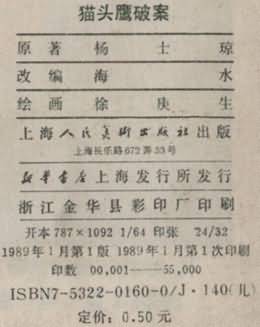 猫头鹰破案
原著 杨士琼
改编 海水
绘画 徐庚生
上海人民美術出版社出版
上海长乐路672弄33号
新华书店上海发行所发行
浙江金华县彩印厂印刷
开本 787×1092 1/64 印张 24/32
1989年1月第1版 1989年1月第1次印刷
印数 00,001——55,000
ISBN7-5322-0160-0/J·140(儿)
定价: 0.50 元